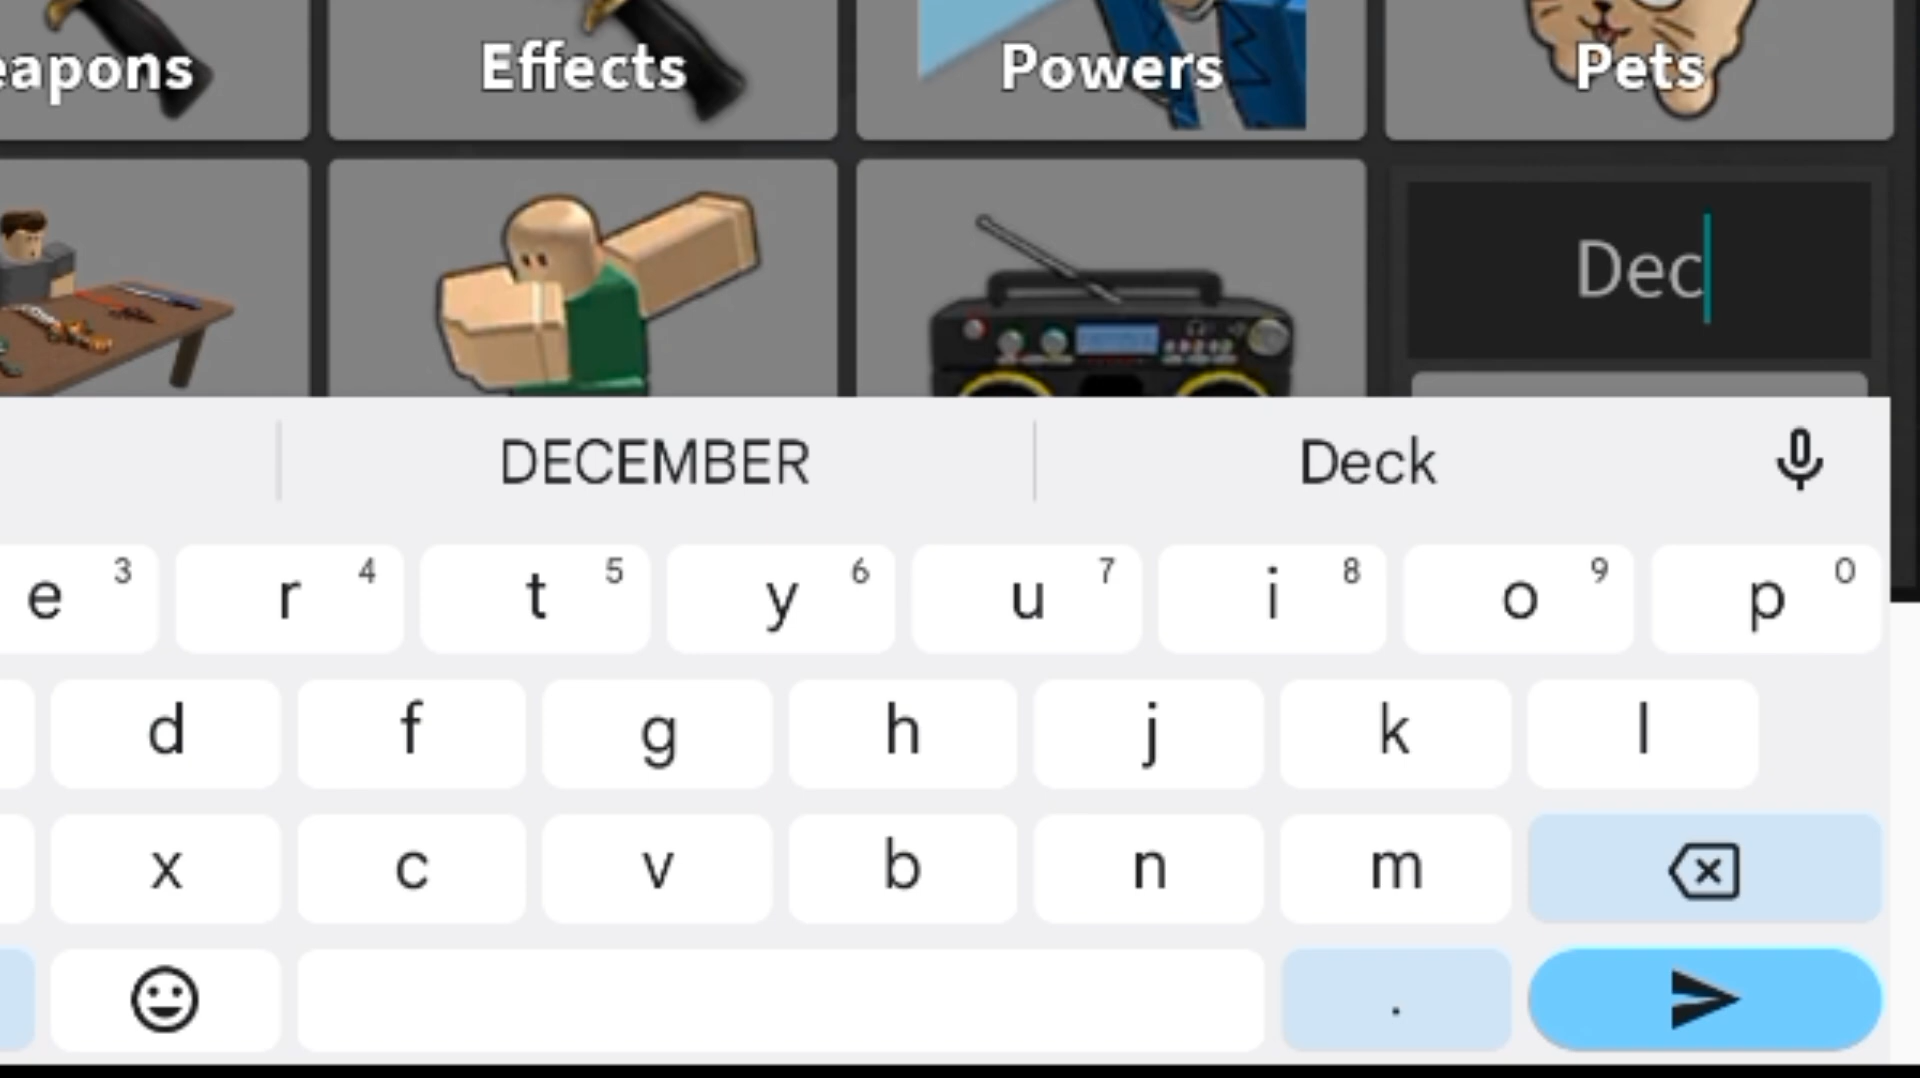 eapons
Effects
Powers
Pets
Dec
DECEMBER
Deck
e 3
r 4
t 5
y 6
u 7
i 8
o 9
p 0
d f g h j k l
x c v b n m
.